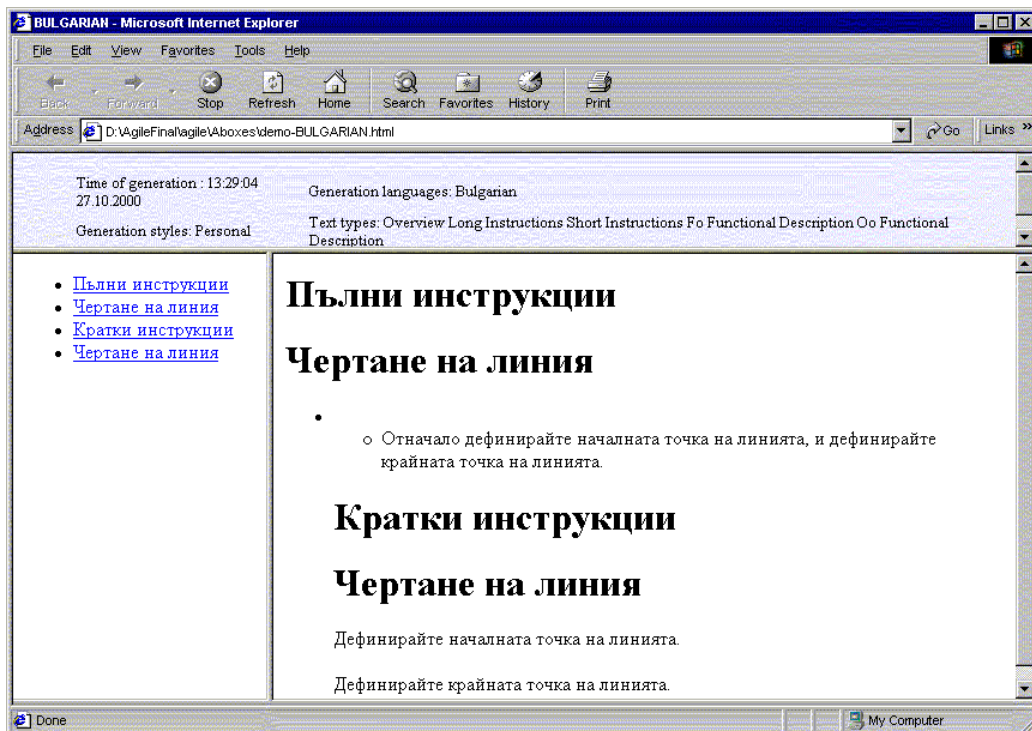 BULGARIAN - Microsoft Internet Explorer
File Edit View Favorites Tools Help
Back Forward Stop Refresh Home Search Favorites History Print
Address D:\AgileFinal\agile\Aboxes\demo-BULGARIAN.html Go Links »
Time of generation : 13:29:04
27.10.2000
Generation styles: Personal
Generation languages: Bulgarian
Text types: Overview Long Instructions Short Instructions Fo Functional Description Oo Functional
Description
Пълни инструкции
Чертане на линия
Кратки инструкции
Чертане на линия
Пълни инструкции
Чертане на линия
Отначало дефинирайте началната точка на линията, и дефинирайте
крайната точка на линията.
Кратки инструкции
Чертане на линия
Дефинирайте началната точка на линията.
Дефинирайте крайната точка на линията.
Done
My Computer